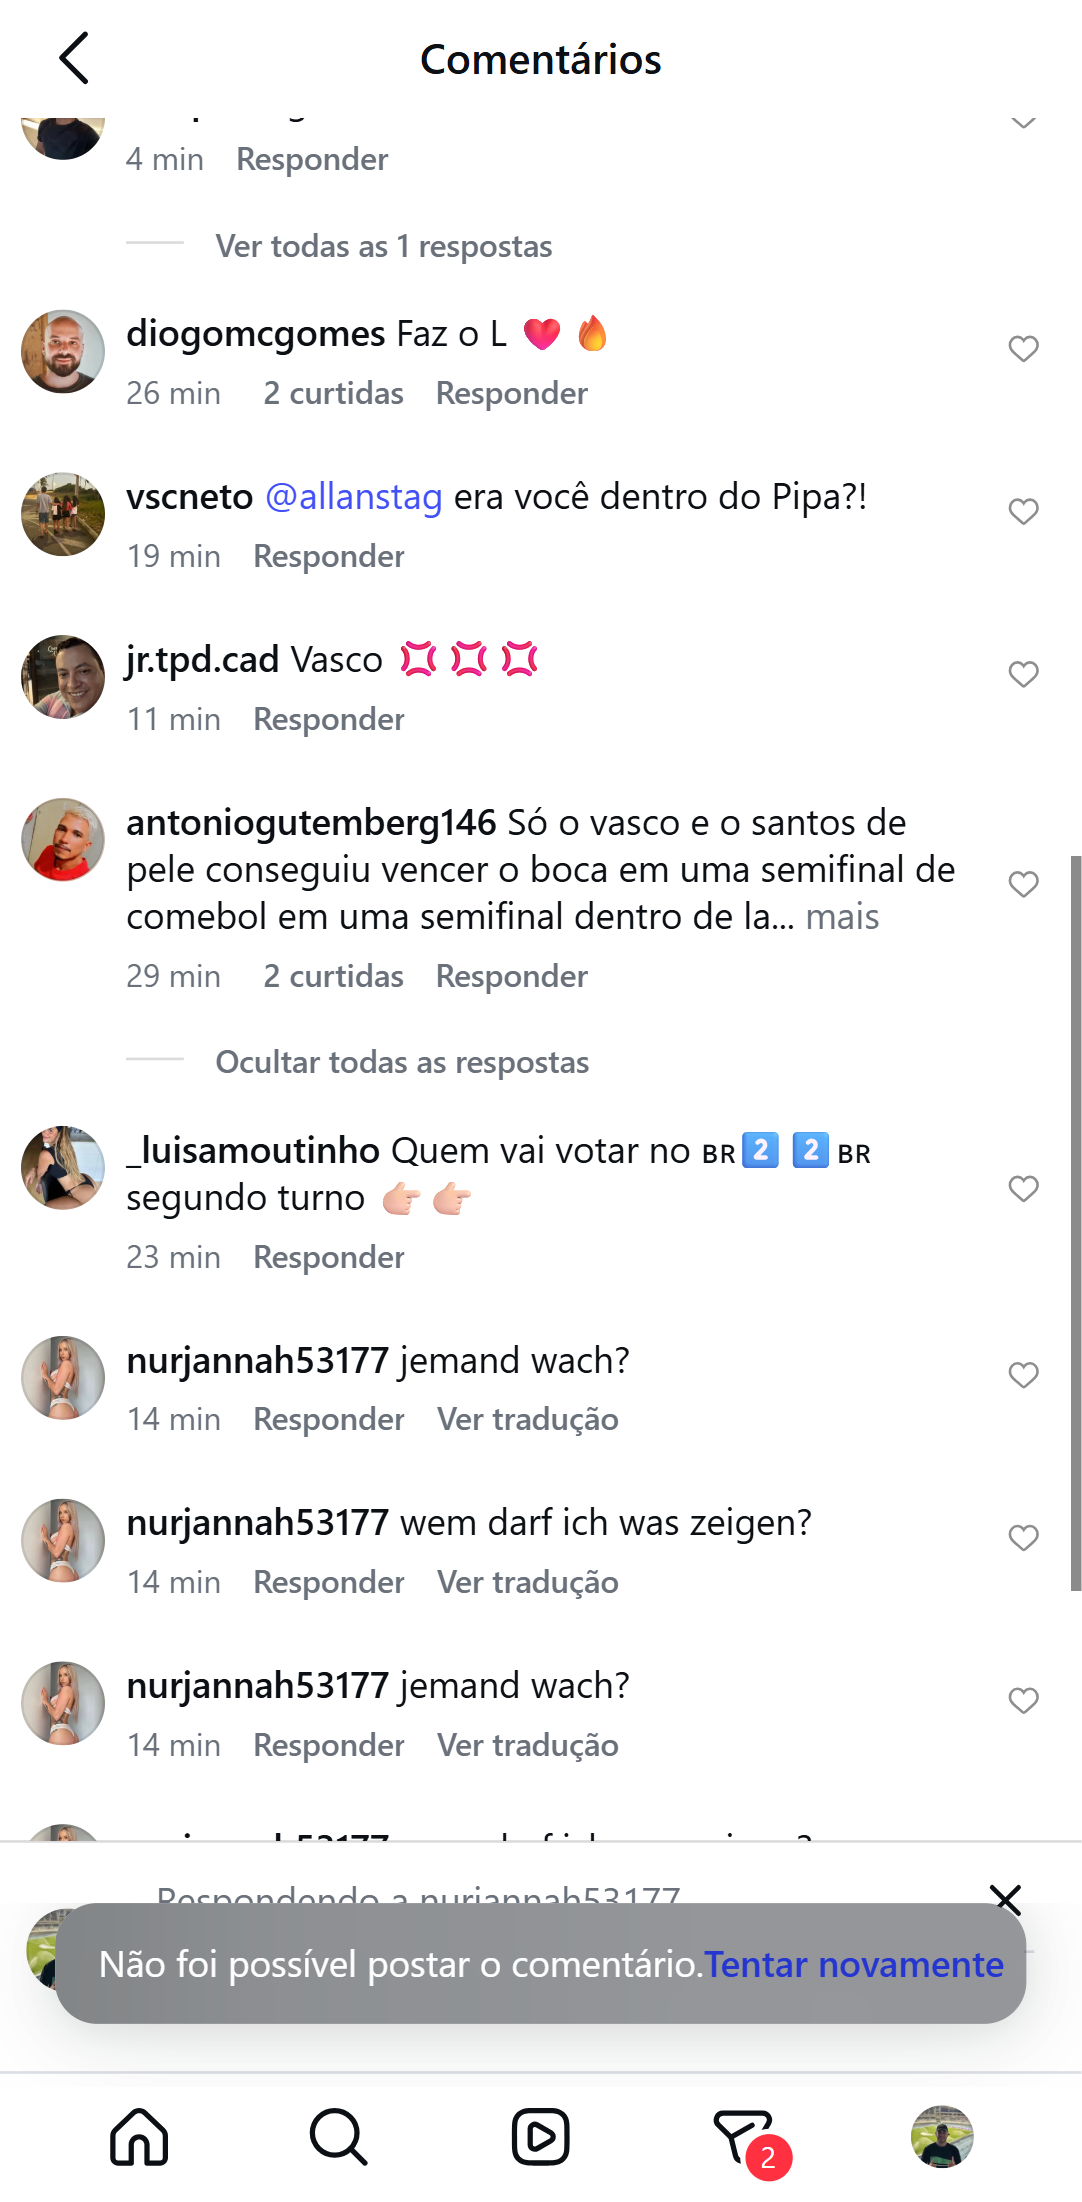 Comentários
4 min Responder
Ver todas as 1 respostas
diogomcgomes Faz o L ❤️ 🔥
26 min 2 curtidas Responder
vscneto @allanstag era você dentro do Pipa?!
19 min Responder
jr.tpd.cad Vasco 💢 💢 💢
11 min Responder
antoniogutemberg146 Só o vasco e o santos de
pele conseguiu vencer o boca em uma semifinal de
comebol em uma semifinal dentro de la... mais
29 min 2 curtidas Responder
Ocultar todas as respostas
_luisamoutinho Quem vai votar no 🇧🇷2️⃣ 2️⃣🇧🇷
segundo turno 👉🏻 👉🏻
23 min Responder
nurjannah53177 jemand wach?
14 min Responder Ver tradução
nurjannah53177 wem darf ich was zeigen?
14 min Responder Ver tradução
nurjannah53177 jemand wach?
14 min Responder Ver tradução
Respondendo a nurjannah53177
Não foi possível postar o comentário.Tentar novamente
2